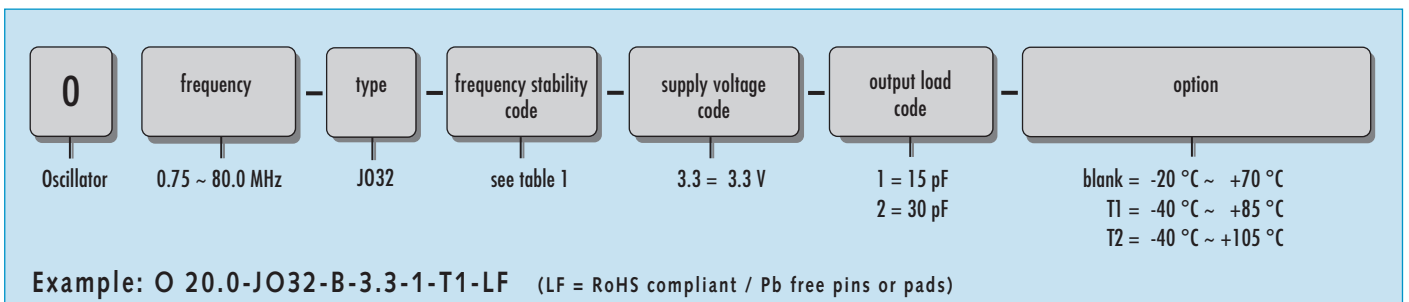 O
frequency
–
type
–
frequency stability
code
–
supply voltage
code
–
output load
code
–
option
Oscillator
0.75 ~ 80.0 MHz
JO32
see table 1
3.3 = 3.3 V
1 = 15 pF
2 = 30 pF
blank = -20 °C ~ +70 °C
T1 = -40 °C ~ +85 °C
T2 = -40 °C ~ +105 °C
Example: O 20.0-JO32-B-3.3-1-T1-LF (LF = RoHS compliant / Pb free pins or pads)